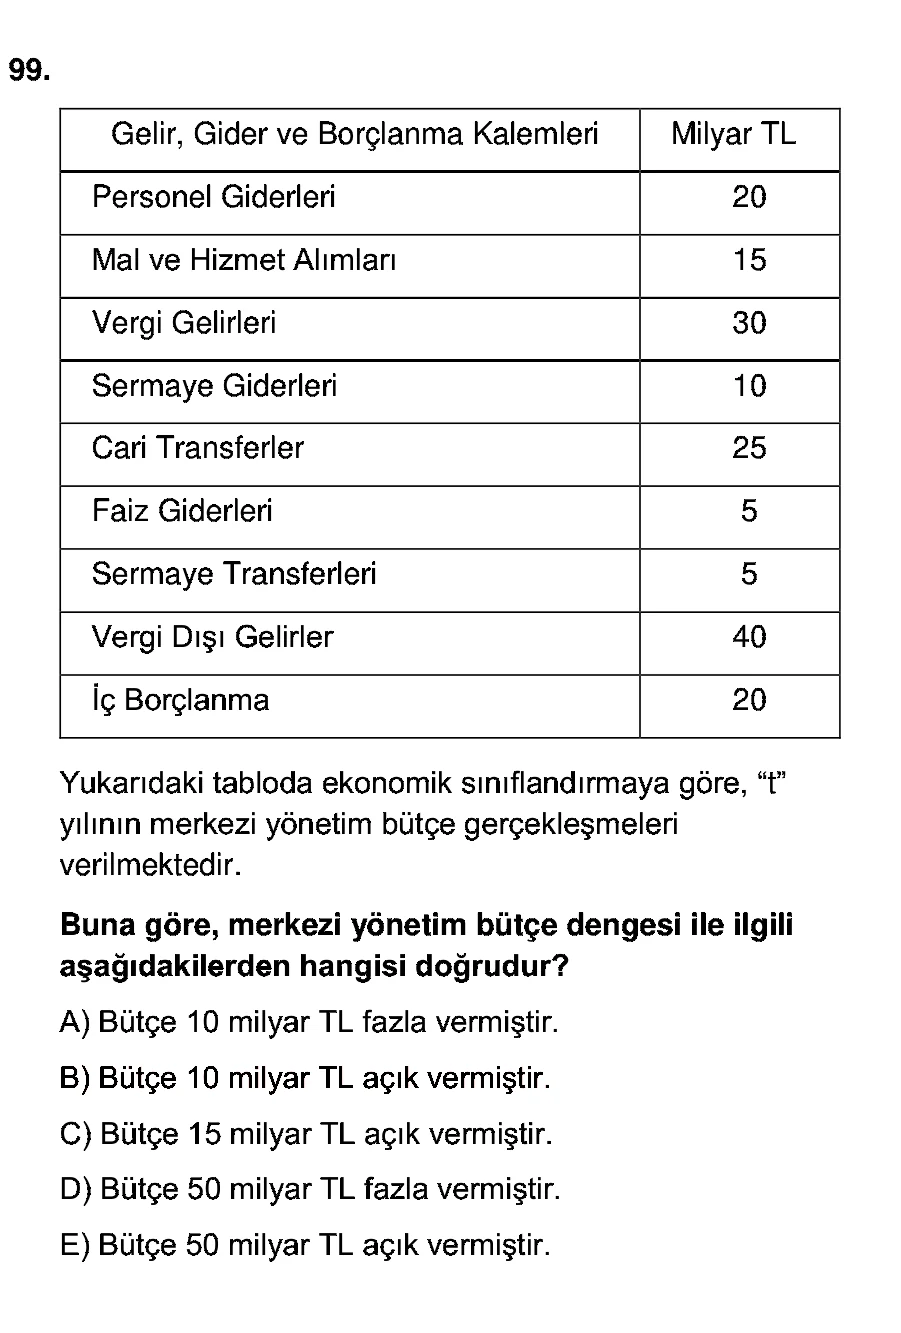 99.
Gelir, Gider ve Borçlanma Kalemleri Milyar TL
Personel Giderleri 20
Mal ve Hizmet Alımları 15
Vergi Gelirleri 30
Sermaye Giderleri 10
Cari Transferler 25
Faiz Giderleri 5
Sermaye Transferleri 5
Vergi Dışı Gelirler 40
İç Borçlanma 20
Yukarıdaki tabloda ekonomik sınıflandırmaya göre, “t”
yılının merkezi yönetim bütçe gerçekleşmeleri
verilmektedir.
Buna göre, merkezi yönetim bütçe dengesi ile ilgili
aşağıdakilerden hangisi doğrudur?
A) Bütçe 10 milyar TL fazla vermiştir.
B) Bütçe 10 milyar TL açık vermiştir.
C) Bütçe 15 milyar TL açık vermiştir.
D) Bütçe 50 milyar TL fazla vermiştir.
E) Bütçe 50 milyar TL açık vermiştir.